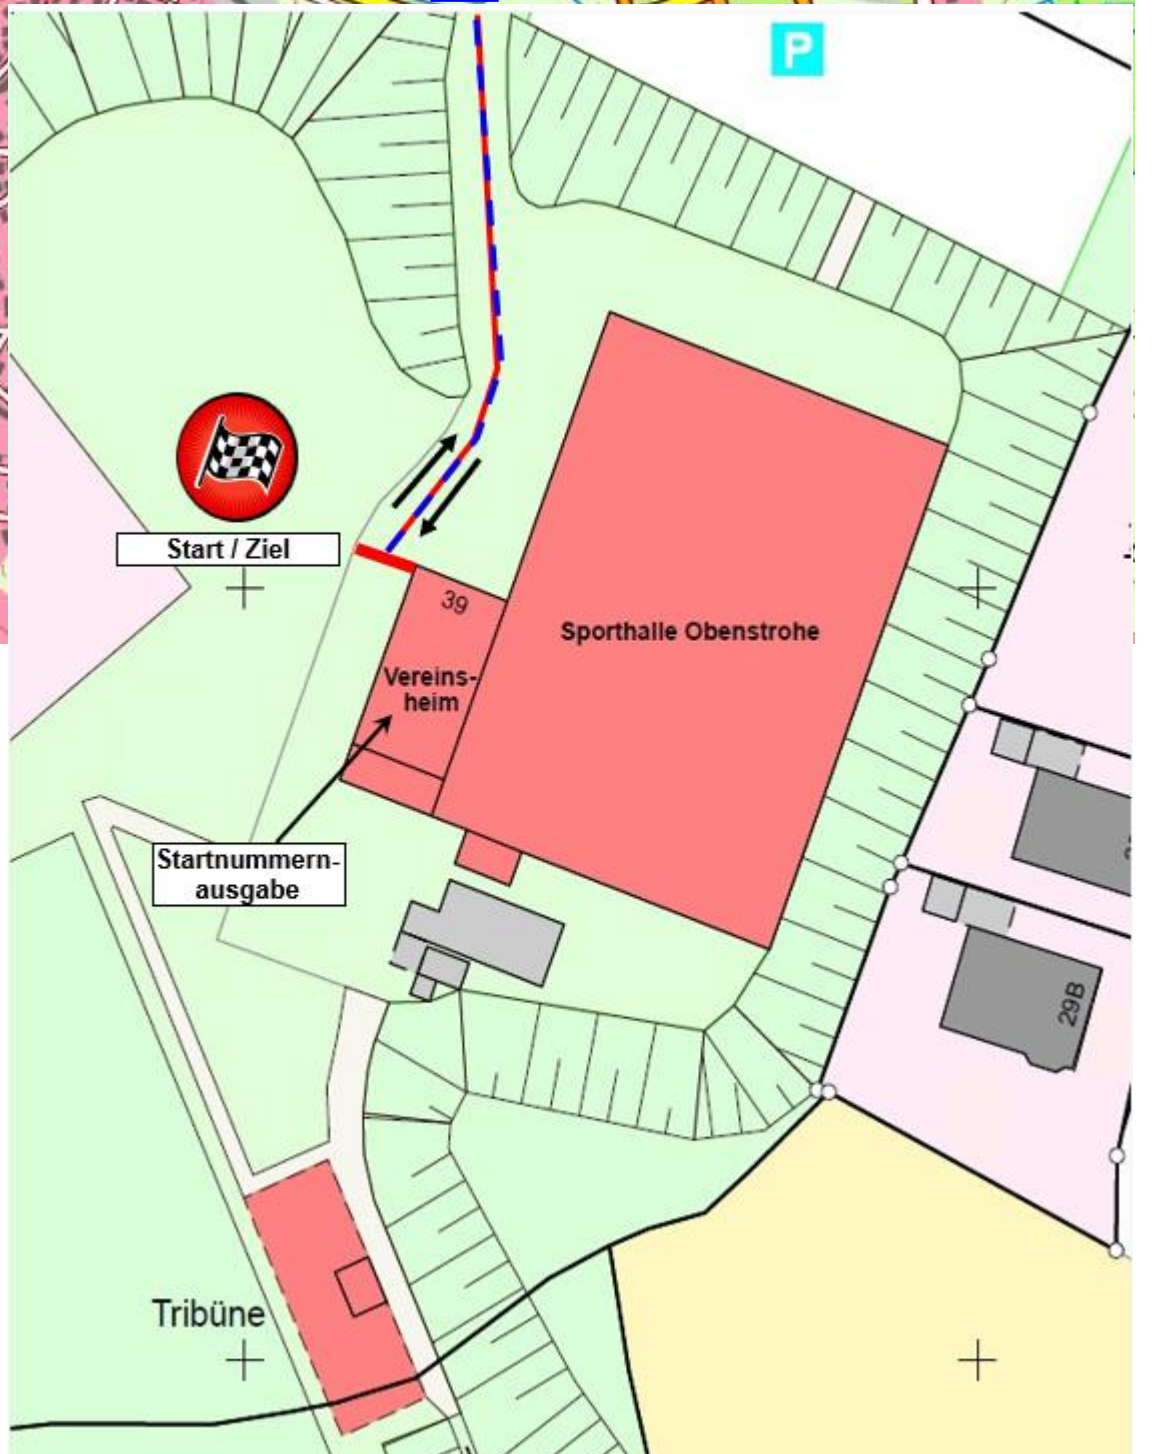 P
Start / Ziel
39
Sporthalle Obenstrohe
Vereins-
heim
Startnummern-
ausgabe
29B
Tribüne